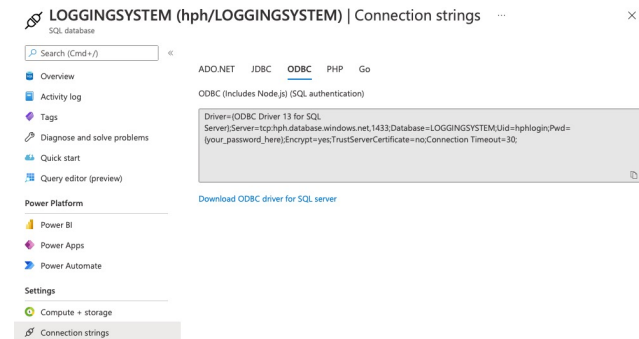 LOGGINGSYSTEM (hph/LOGGINGSYSTEM) | Connection strings ...
SQL database
Search (Cmd+/)
Overview
Activity log
Tags
Diagnose and solve problems
Quick start
Query editor (preview)
Power Platform
Power BI
Power Apps
Power Automate
Settings
Compute + storage
Connection strings
ADO.NET JDBC ODBC PHP Go
ODBC (Includes Node.js) (SQL authentication)
Driver={ODBC Driver 13 for SQL
Server};Server=tcp:hph.database.windows.net,1433;Database=LOGGINGSYSTEM;Uid=hphlogin;Pwd=
{your_password_here};Encrypt=yes;TrustServerCertificate=no;Connection Timeout=30;
Download ODBC driver for SQL server